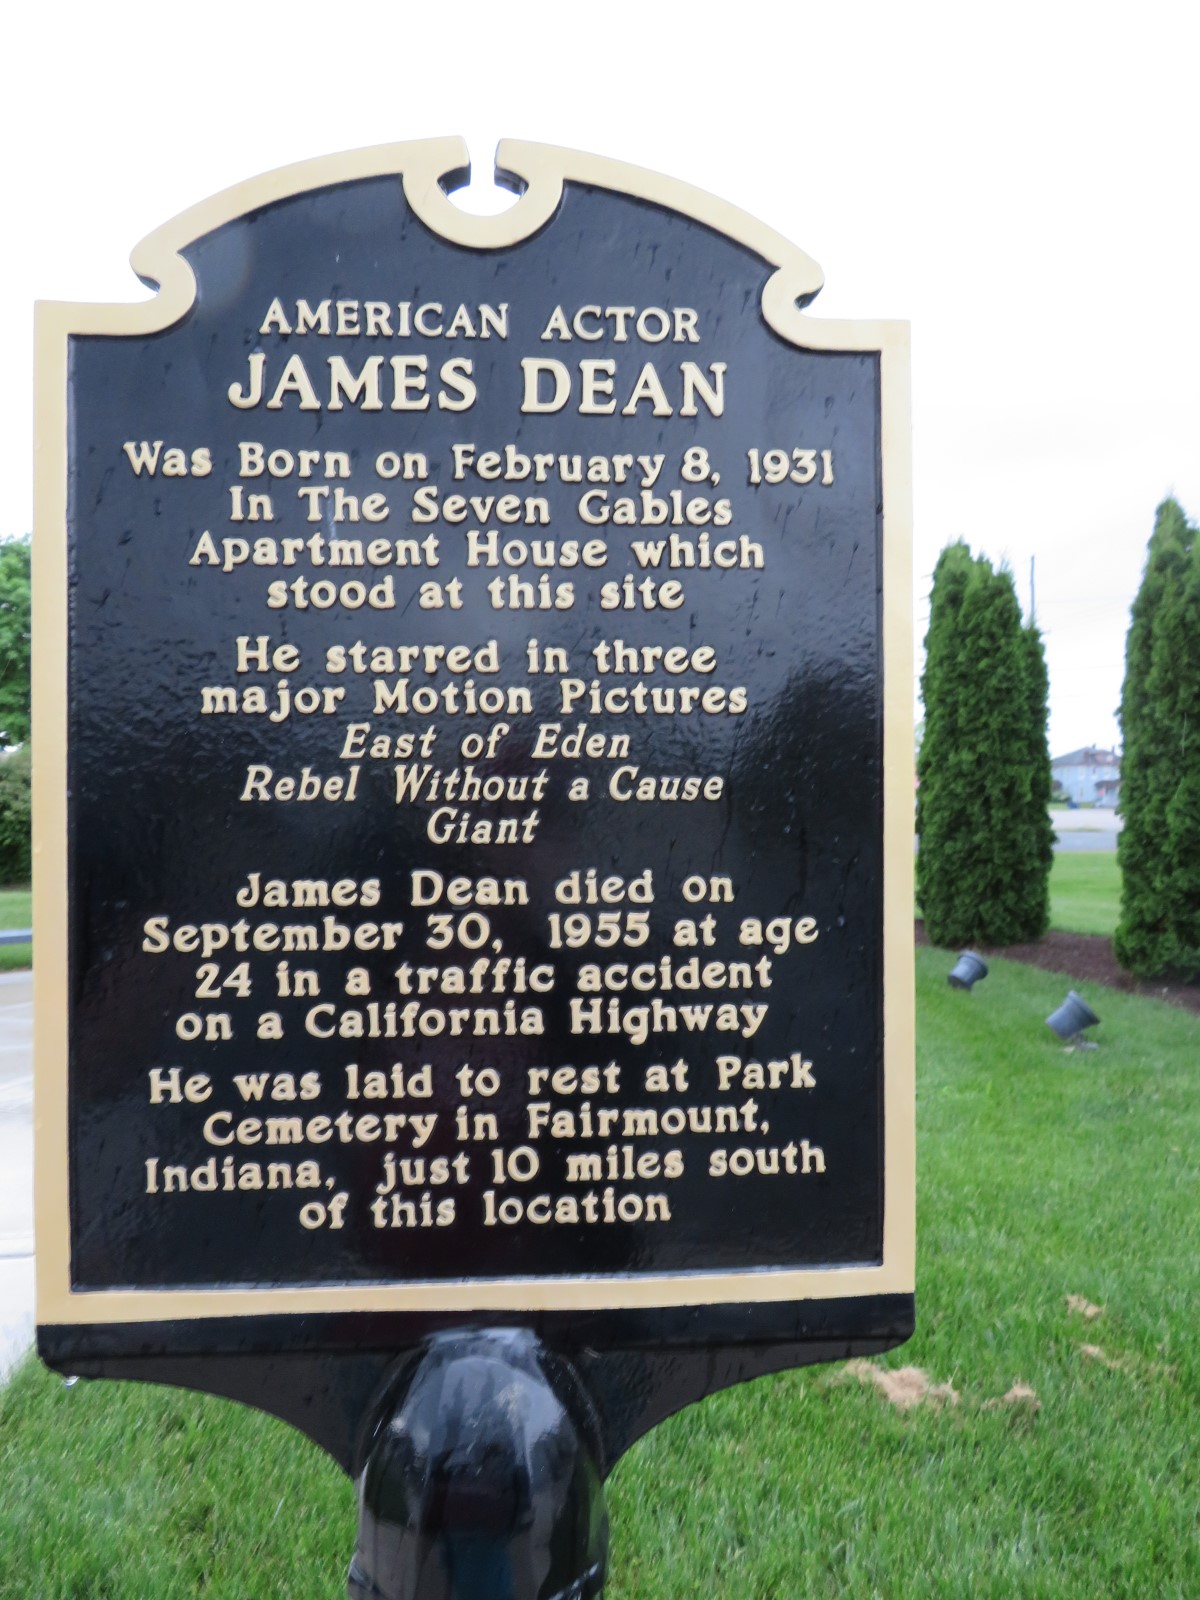 AMERICAN ACTOR
JAMES DEAN
Was Born on February 8, 1931
In The Seven Gables
Apartment House which
stood at this site
He starred in three
major Motion Pictures
East of Eden
Rebel Without a Cause
Giant
James Dean died on
September 30, 1955 at age
24 in a traffic accident
on a California Highway
He was laid to rest at Park
Cemetery in Fairmount,
Indiana, just 10 miles south
of this location